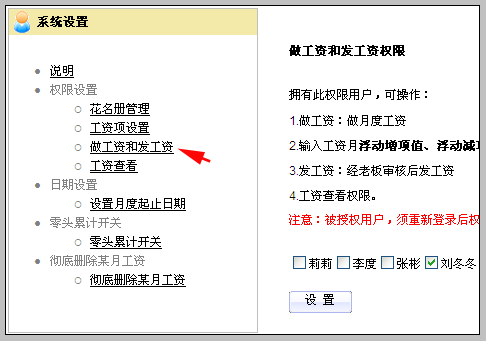 系统设置
说明
权限设置
花名册管理
工资项设置
做工资和发工资
工资查看
日期设置
设置月度起止日期
零头累计开关
零头累计开关
彻底删除某月工资
彻底删除某月工资
做工资和发工资权限
拥有此权限用户，可操作：
1.做工资：做月度工资
2.输入工资月浮动增项值、浮动减项
3.发工资：经老板审核后发工资
4.工资查看权限。
注意：被授权用户，须重新登录后权
莉莉 李度 张彬 刘冬冬
设 置